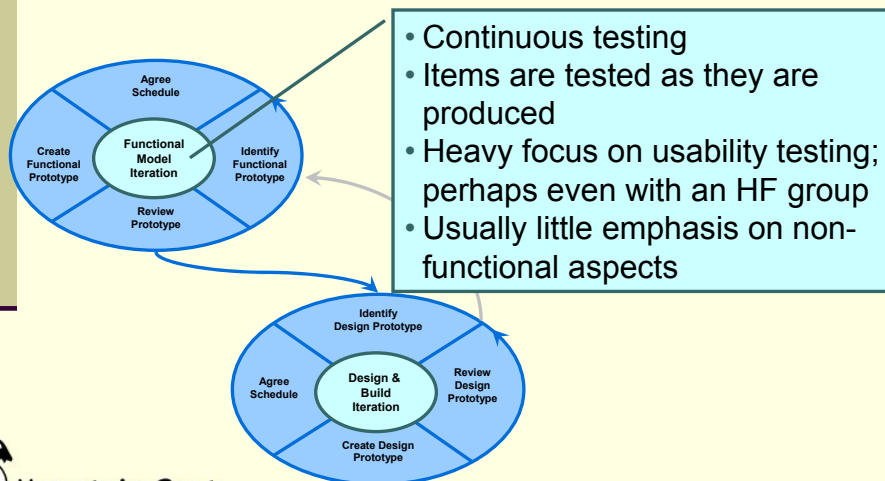 • Continuous testing
• Items are tested as they are
produced
• Heavy focus on usability testing;
perhaps even with an HF group
• Usually little emphasis on non-
functional aspects
Agree
Schedule
Create
Functional
Prototype
Functional
Model
Iteration
Identify
Functional
Prototype
Review
Prototype
Identify
Design Prototype
Agree
Schedule
Design &
Build
Iteration
Review
Design
Prototype
Create Design
Prototype